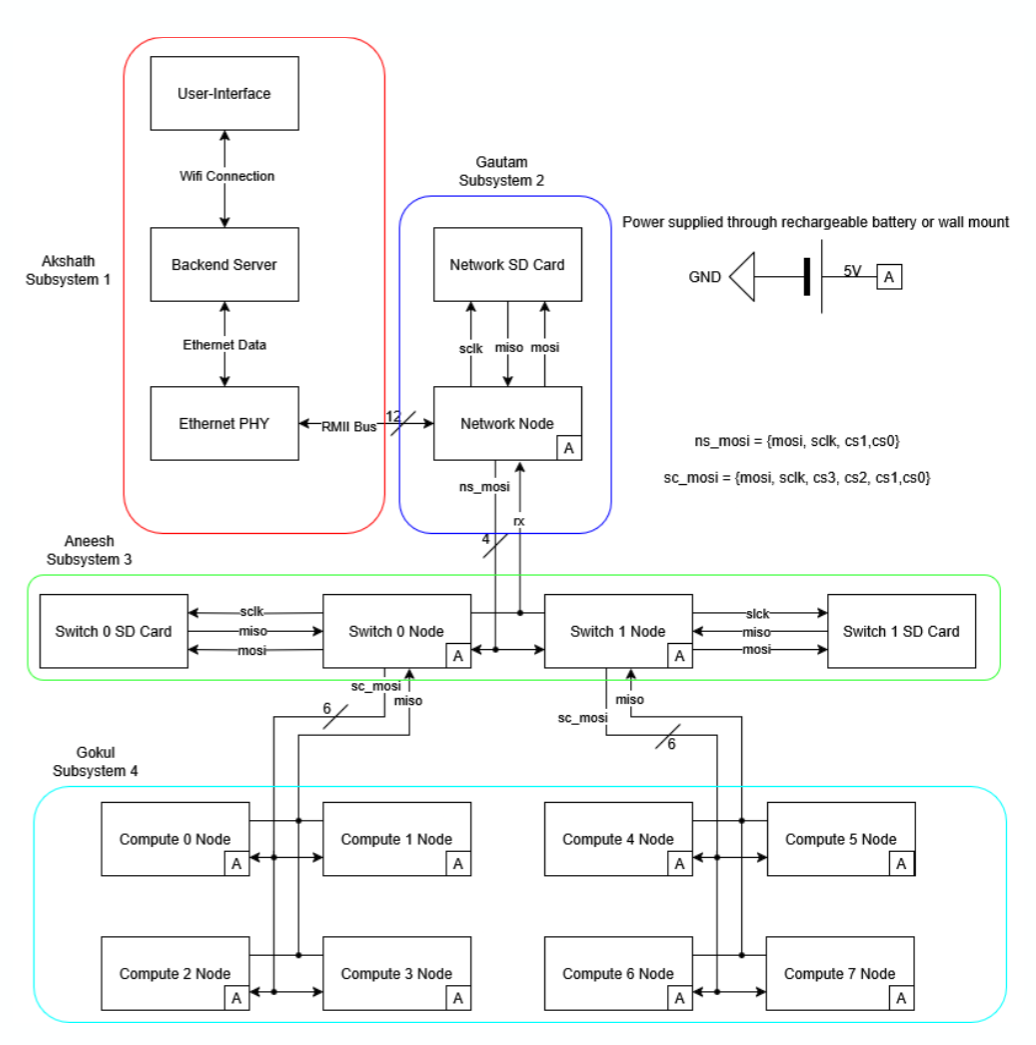 User-Interface
Wifi Connection
Gautam
Subsystem 2
Power supplied through rechargeable battery or wall mount
Akshath
Subsystem 1
Backend Server
Network SD Card
GND
5V
A
Ethernet Data
sclk
miso
mosi
Ethernet PHY
RMII Bus
12
Network Node
A
ns_mosi = {mosi, sclk, cs1,cs0}
sc_mosi = {mosi, sclk, cs3, cs2, cs1,cs0}
ns_mosi
rx
4
Aneesh
Subsystem 3
Switch 0 SD Card
sclk
miso
mosi
Switch 0 Node
A
Switch 1 Node
A
slck
miso
mosi
Switch 1 SD Card
sc_mosi
miso
6
sc_mosi
miso
6
Gokul
Subsystem 4
Compute 0 Node
A
Compute 1 Node
A
Compute 4 Node
A
Compute 5 Node
A
Compute 2 Node
A
Compute 3 Node
A
Compute 6 Node
A
Compute 7 Node
A